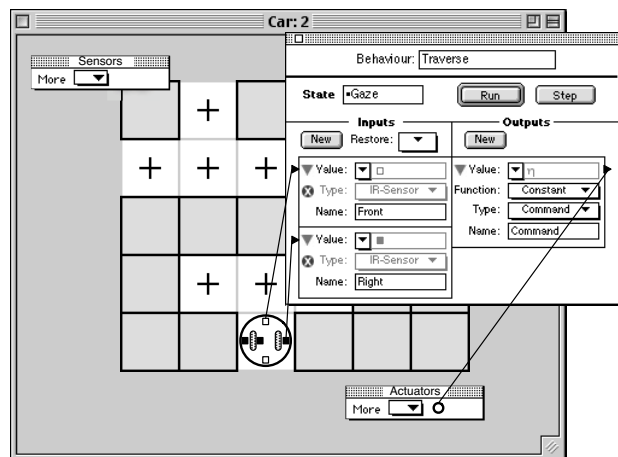 Car: 2
Sensors
More
Behaviour: Traverse
State ▪Gaze Run Step
Inputs
New Restore:
Value: □
Type: IR-Sensor
Name: Front
Value: ■
Type: IR-Sensor
Name: Right
Outputs
New
Value: η
Function: Constant
Type: Command
Name: Command
Actuators
More